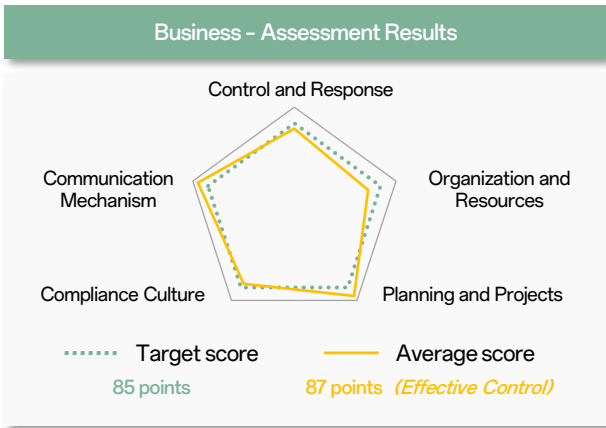 Business - Assessment Results
Control and Response
Communication
Mechanism
Organization and
Resources
Compliance Culture
Planning and Projects
Target score
Average score
85 points
87 points (Effective Control)